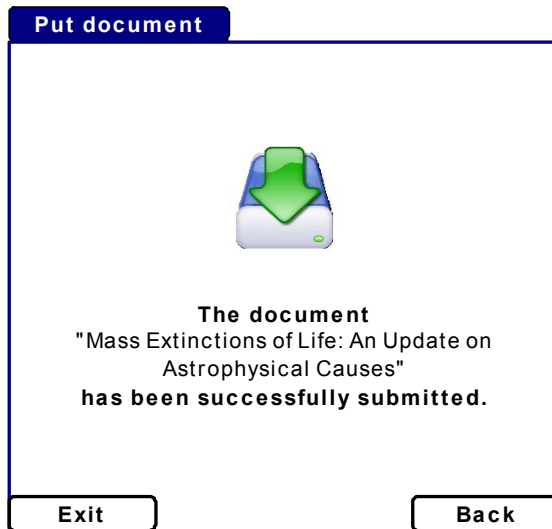 Put document
The document
"Mass Extinctions of Life: An Update on
Astrophysical Causes"
has been successfully submitted.
Exit
Back